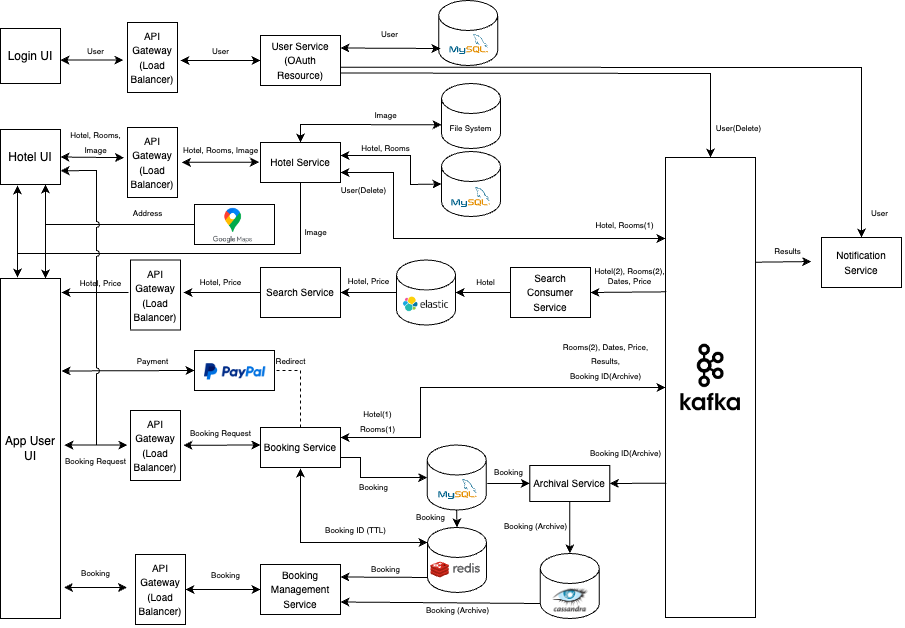 Login UI
User
API
Gateway
(Load
Balancer)
User
User Service
(OAuth
Resource)
User
MySQL
User(Delete)
User
Hotel UI
Hotel, Rooms,
Image
API
Gateway
(Load
Balancer)
Hotel, Rooms, Image
Hotel Service
Image
File System
Hotel, Rooms
MySQL
User(Delete)
Hotel, Rooms(1)
Address
Google Maps
Image
Results
Notification
Service
Hotel, Price
API
Gateway
(Load
Balancer)
Hotel, Price
Search Service
Hotel, Price
elastic
Hotel
Search
Consumer
Service
Hotel(2), Rooms(2),
Dates, Price
kafka
Payment
PayPal
Redirect
Rooms(2), Dates, Price,
Results,
Booking ID(Archive)
App User
UI
Booking Request
API
Gateway
(Load
Balancer)
Booking Request
Booking Service
Hotel(1)
Rooms(1)
Booking
MySQL
Booking
Archival Service
Booking ID(Archive)
Booking
Booking ID (TTL)
redis
Booking (Archive)
cassandra
Booking
API
Gateway
(Load
Balancer)
Booking
Booking
Management
Service
Booking
Booking (Archive)